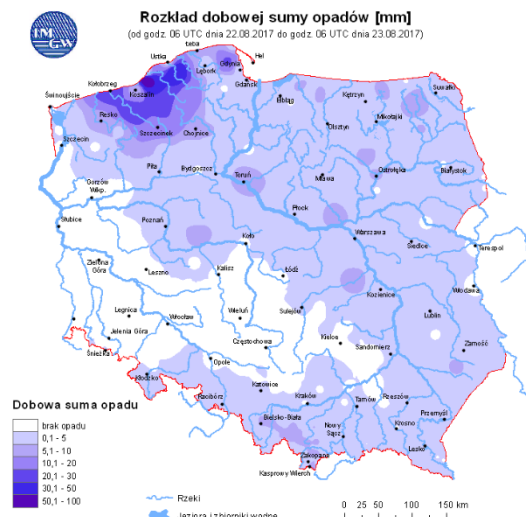 IM
GW
Rozklad dobowej sumy opadów [mm]
(od godz. 06 UTC dnia 22.08.2017 do godz. 06 UTC dnia 23.08.2017)
Łeba
Ustka
Hel
Gdynia
Lębork
Kołobrzeg
Gdańsk
Koszalin
Suwałki
Elbląg
Kętrzyn
Świnoujście
Resko
Mikołajki
Olsztyn
Szczecinek
Chojnice
Szczecin
Piła
Bydgoszcz
Mława
Ostrołęka
Białystok
Toruń
Gorzów
Wlkp.
Płock
Słubice
Poznań
Warszawa
Koło
Siedlce
Terespol
Zielona
Góra
Leszno
Kalisz
Łódź
Włodawa
Kozienice
Legnica
Wrocław
Wieluń
Sulejów
Lublin
Jelenia Góra
Częstochowa
Kielce
Zamość
Śnieżka
Opole
Sandomierz
Kłodzko
Katowice
Racibórz
Kraków
Tarnów
Rzeszów
Przemyśl
Bielsko-Biała
Nowy
Sącz
Krosno
Lesko
Zakopane
Kasprowy Wierch
Dobowa suma opadu
brak opadu
0,1 - 5
5,1 - 10
10,1 - 20
20,1 - 30
30,1 - 50
50,1 - 100
Rzeki
Jeziora i zbiorniki wodne
0 25 50 100 150 km